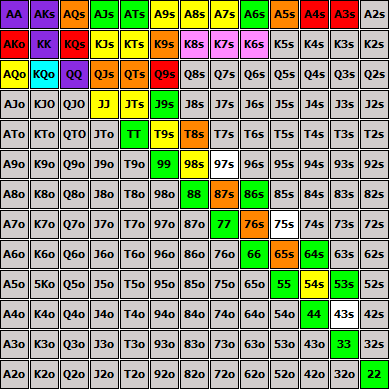 AA AKs AQs AJs ATs A9s A8s A7s A6s A5s A4s A3s A2s
AKo KK KQs KJs KTs K9s K8s K7s K6s K5s K4s K3s K2s
AQo KQo QQ QJs QTs Q9s Q8s Q7s Q6s Q5s Q4s Q3s Q2s
AJo KJO QJO JJ JTs J9s J8s J7s J6s J5s J4s J3s J2s
ATo KTo QTo JTo TT T9s T8s T7s T6s T5s T4s T3s T2s
A9o K9o Q9o J9o T9o 99 98s 97s 96s 95s 94s 93s 92s
A8o K8o Q8o J8o T8o 98o 88 87s 86s 85s 84s 83s 82s
A7o K7o Q7o J7o T7o 97o 87o 77 76s 75s 74s 73s 72s
A6o K6o Q6o J6o T6o 96o 86o 76o 66 65s 64s 63s 62s
A5o 5Ko Q5o J5o T5o 95o 85o 75o 65o 55 54s 53s 52s
A4o K4o Q4o J4o T4o 94o 84o 74o 64o 54o 44 43s 42s
A3o K3o Q3o J3o T3o 93o 83o 73o 63o 53o 43o 33 32s
A2o K2o Q2o J2o T2o 92o 82o 72o 62o 52o 42o 32o 22